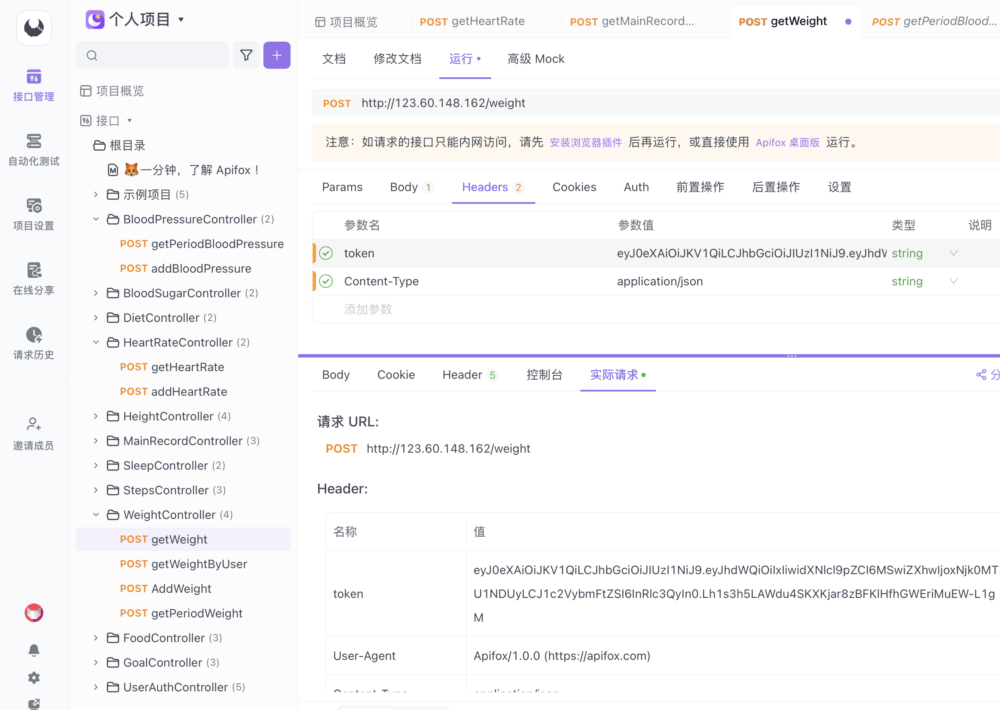 个人项目
接口管理
自动化测试
项目设置
在线分享
请求历史
邀请成员
项目概览
接口
根目录
一分钟，了解 Apifox！
示例项目 (5)
BloodPressureController (2)
POST getPeriodBloodPressure
POST addBloodPressure
BloodSugarController (2)
DietController (2)
HeartRateController (2)
POST getHeartRate
POST addHeartRate
HeightController (4)
MainRecordController (3)
SleepController (2)
StepsController (3)
WeightController (4)
POST getWeight
POST getWeightByUser
POST AddWeight
POST getPeriodWeight
FoodController (3)
GoalController (3)
UserAuthController (5)
项目概览 POST getHeartRate POST getMainRecord... POST getWeight POST getPeriodBlood...
文档 修改文档 运行 高级 Mock
POST http://123.60.148.162/weight
注意：如请求的接口只能内网访问，请先 安装浏览器插件 后再运行，或直接使用 Apifox 桌面版 运行。
Params Body 1 Headers 2 Cookies Auth 前置操作 后置操作 设置
参数名 参数值 类型 说明
token eyJ0eXAiOiJKV1QiLCJhbGciOiJIUzI1NiJ9.eyJhdW string
Content-Type application/json string
添加参数
Body Cookie Header 5 控制台 实际请求 分
请求 URL:
POST http://123.60.148.162/weight
Header:
名称 值
token
eyJ0eXAiOiJKV1QiLCJhbGciOiJIUzI1NiJ9.eyJhdWQiOiIxIiwidXNlcl9pZCI6MSwiZXhwIjoxNjk0MT
U1NDUyLCJ1c2VybmFtZSI6InRlc3QyIn0.Lh1s3h5LAWdu4SKXKjar8zBFKlHfhGWEriMuEW-L1g
M
User-Agent Apifox/1.0.0 (https://apifox.com)
Content-Type application/json